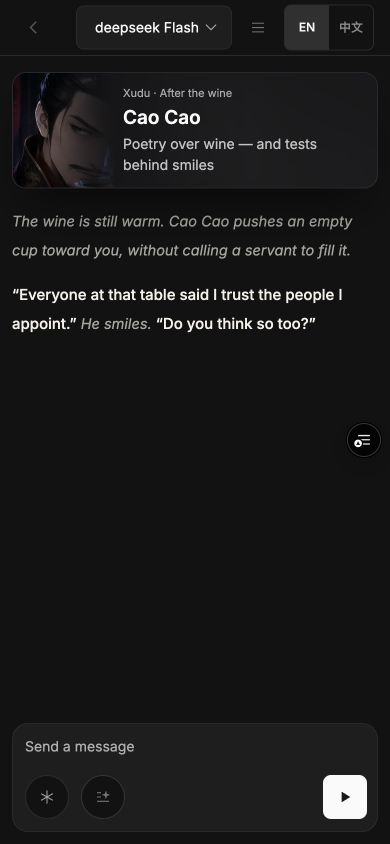 deepseek Flash
EN
中文
Xudu · After the wine
Cao Cao
Poetry over wine — and tests
behind smiles
The wine is still warm. Cao Cao pushes an empty
cup toward you, without calling a servant to fill it.
“Everyone at that table said I trust the people I
appoint.” He smiles. “Do you think so too?”
Send a message